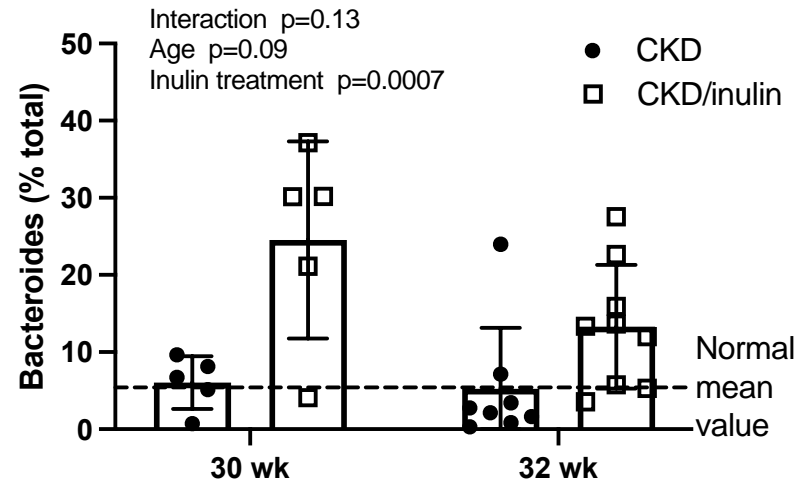 Interaction p=0.13
Age p=0.09
Inulin treatment p=0.0007
CKD
CKD/inulin
Bacteroides (% total)
50
40
30
20
10
0
Normal
mean
value
30 wk
32 wk